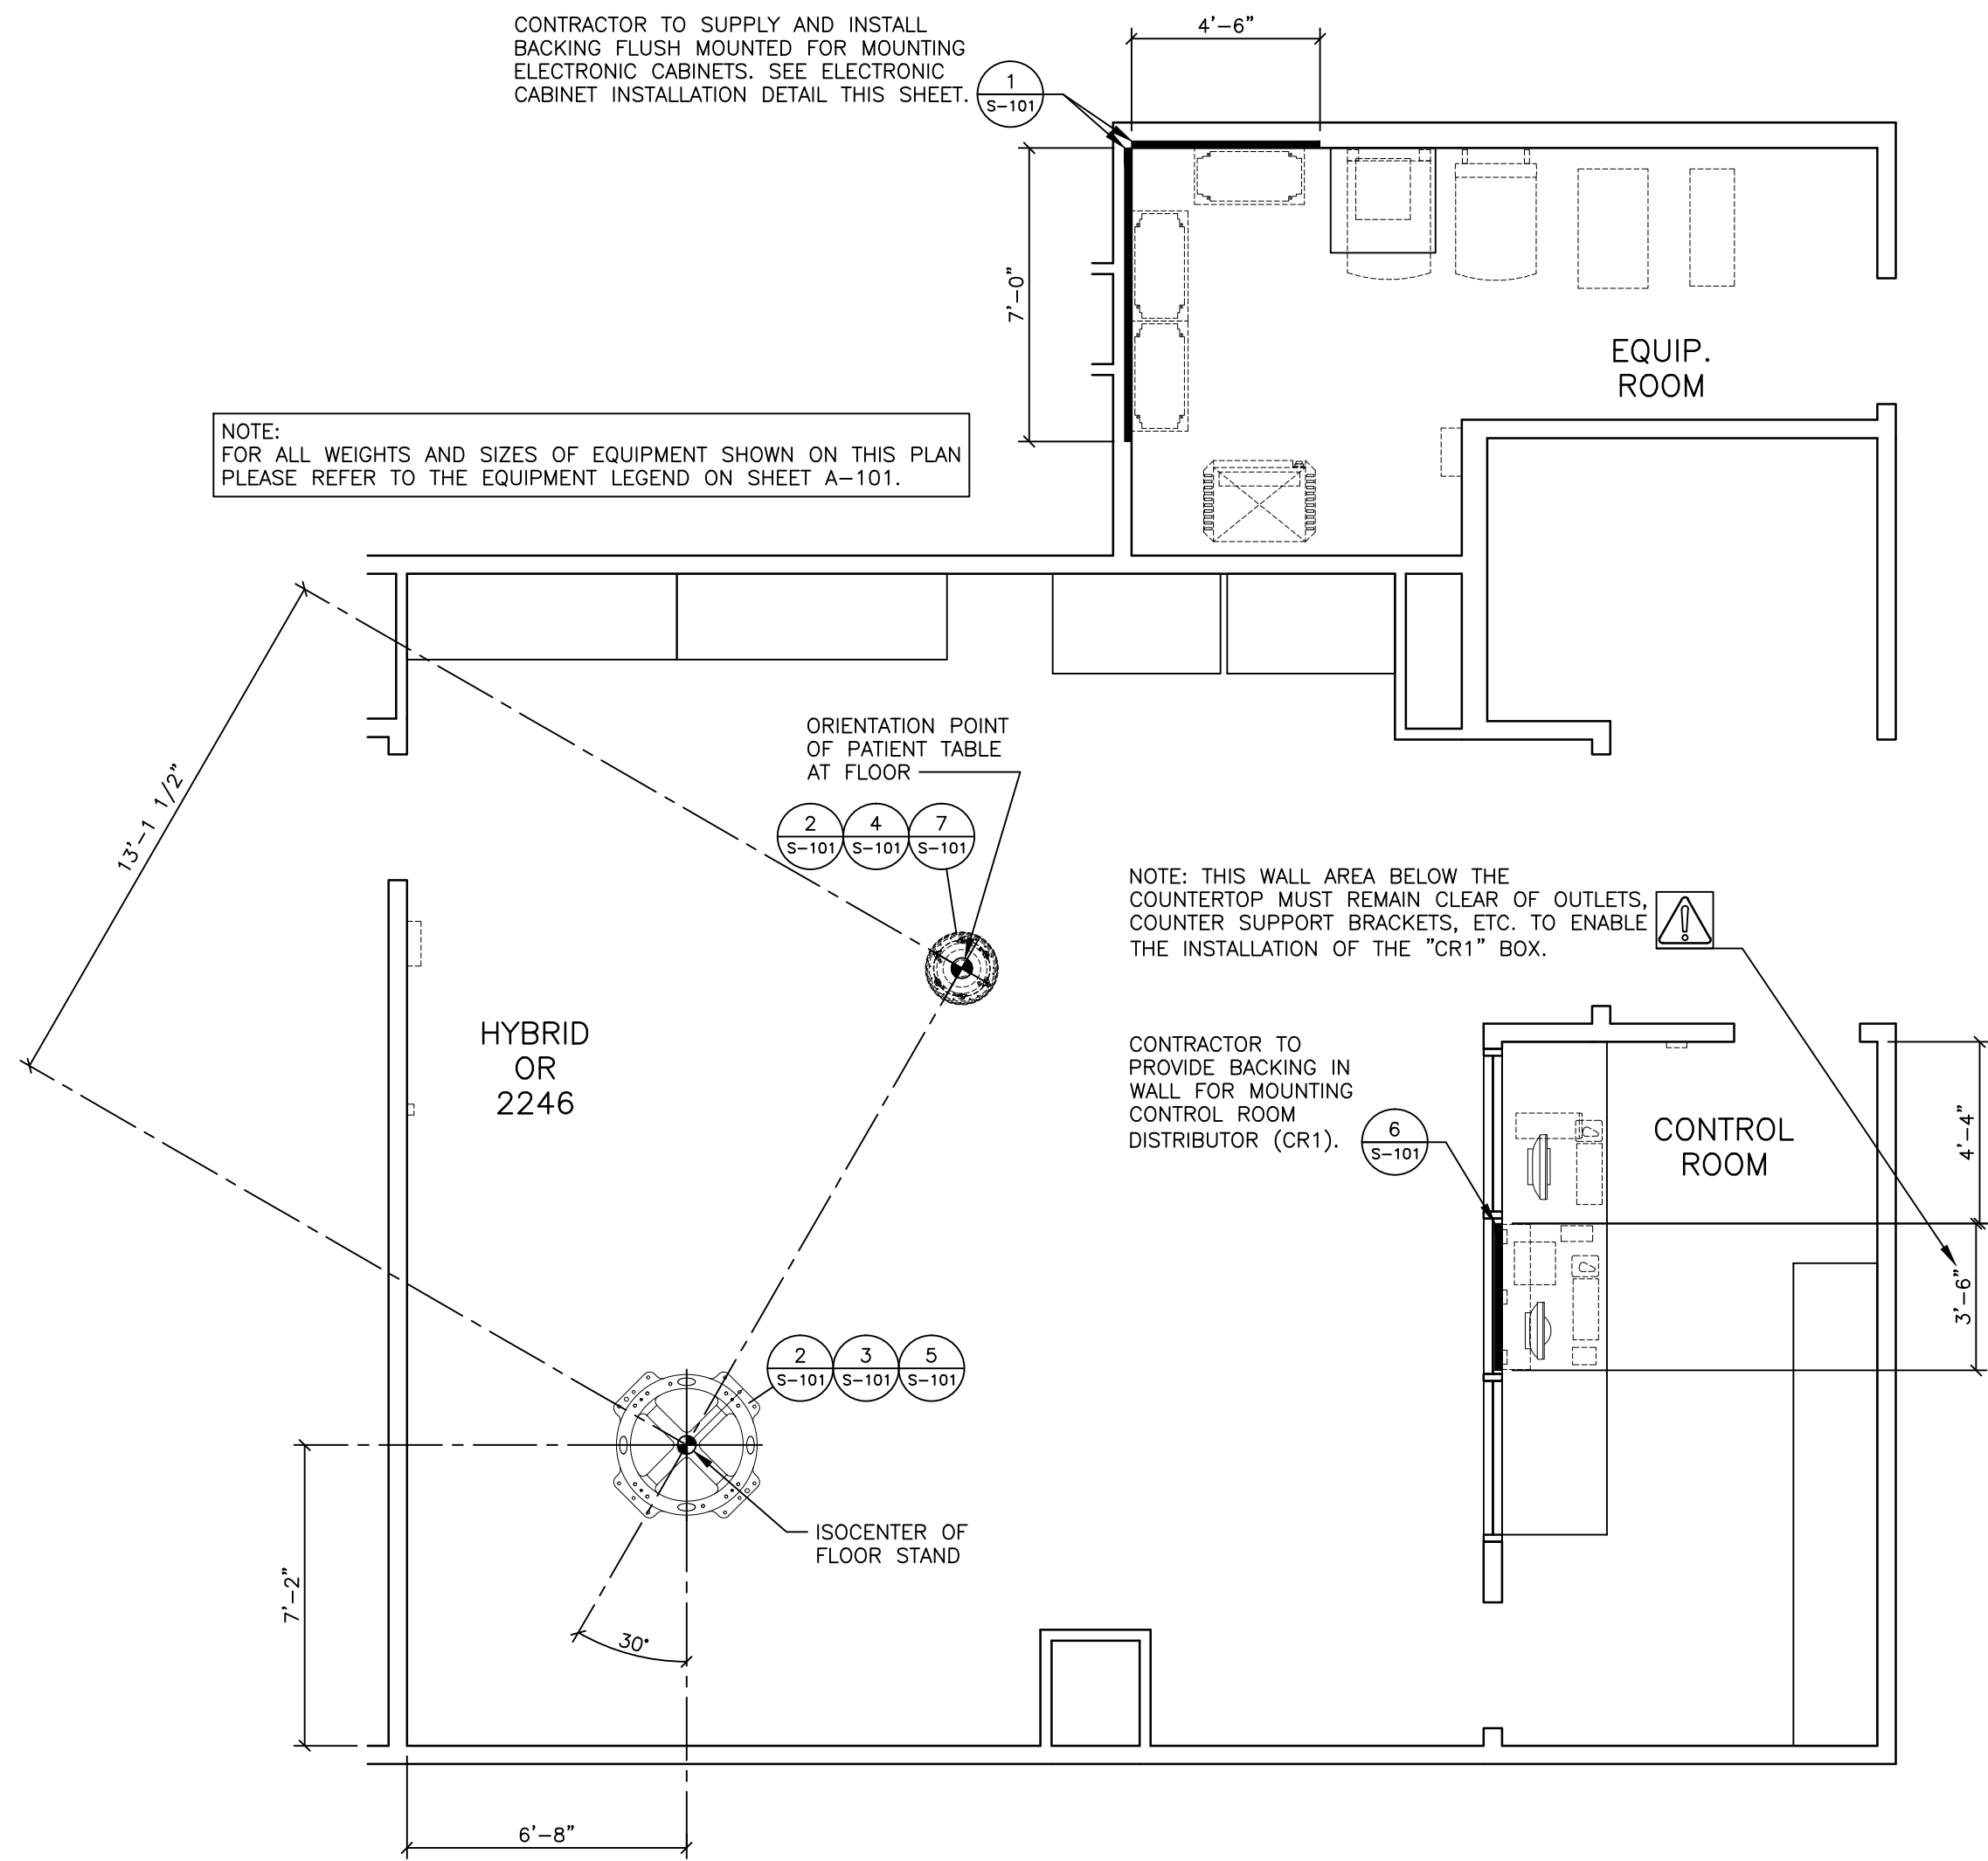 CONTRACTOR TO SUPPLY AND INSTALL
BACKING FLUSH MOUNTED FOR MOUNTING
ELECTRONIC CABINETS. SEE ELECTRONIC
CABINET INSTALLATION DETAIL THIS SHEET.
1
S-101
4'-6"
7'-0"
EQUIP.
ROOM
NOTE:
FOR ALL WEIGHTS AND SIZES OF EQUIPMENT SHOWN ON THIS PLAN
PLEASE REFER TO THE EQUIPMENT LEGEND ON SHEET A-101.
13'-1 1/2"
ORIENTATION POINT
OF PATIENT TABLE
AT FLOOR
2
S-101
4
S-101
7
S-101
NOTE: THIS WALL AREA BELOW THE
COUNTERTOP MUST REMAIN CLEAR OF OUTLETS,
COUNTER SUPPORT BRACKETS, ETC. TO ENABLE
THE INSTALLATION OF THE "CR1" BOX.
HYBRID
OR
2246
CONTRACTOR TO
PROVIDE BACKING IN
WALL FOR MOUNTING
CONTROL ROOM
DISTRIBUTOR (CR1).
6
S-101
CONTROL
ROOM
4'-4"
3'-6"
2
S-101
3
S-101
5
S-101
ISOCENTER OF
FLOOR STAND
7'-2"
30°
6'-8"